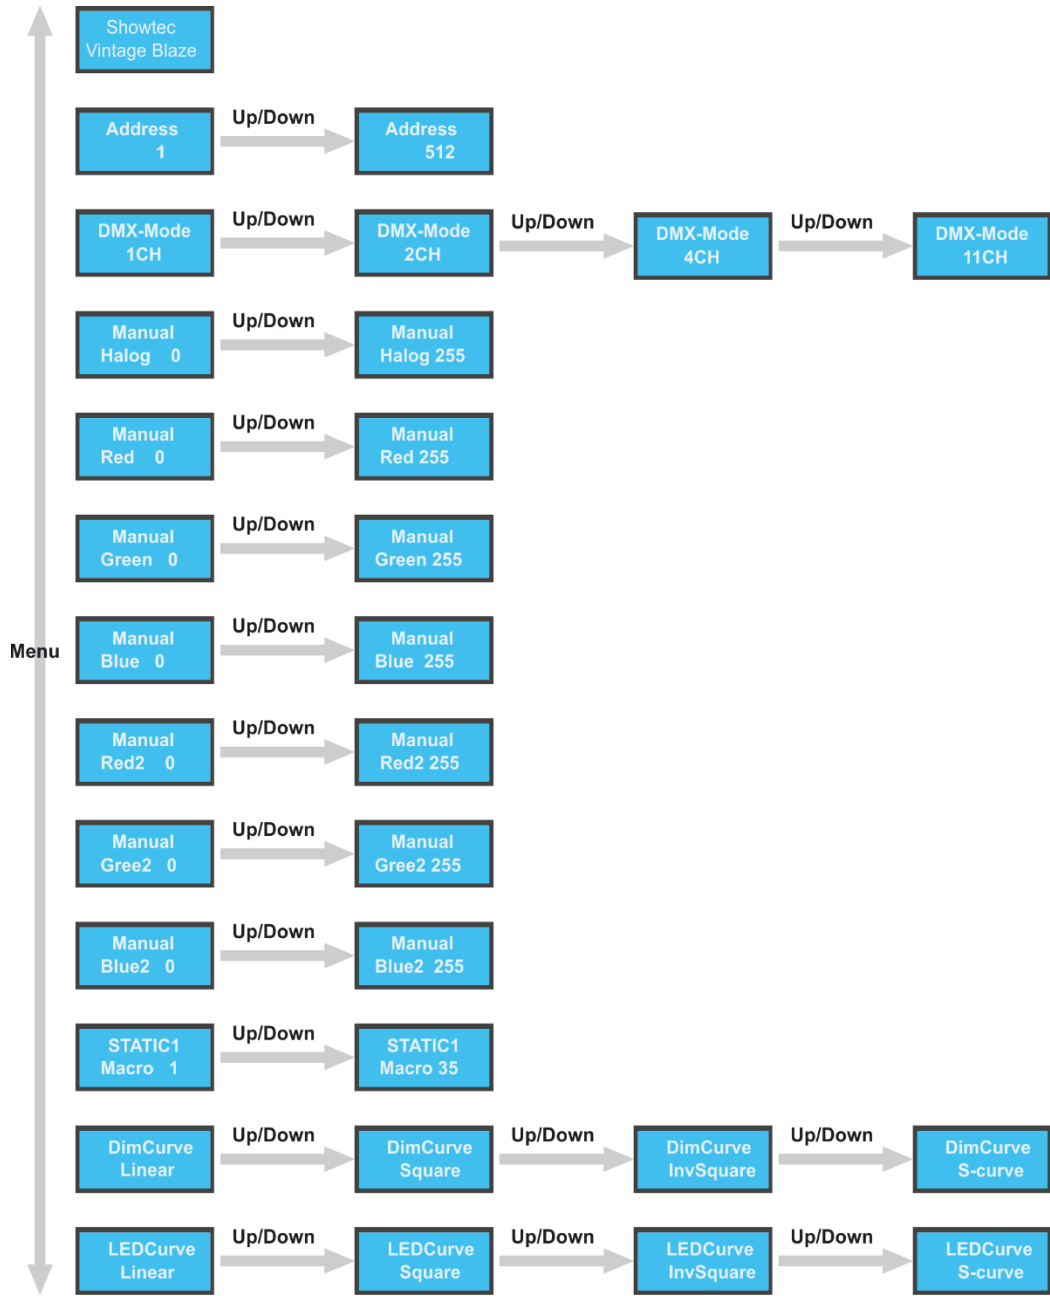 Showtec
Vintage Blaze
Address
1
Up/Down
Address
512
DMX-Mode
1CH
Up/Down
DMX-Mode
2CH
Up/Down
DMX-Mode
4CH
Up/Down
DMX-Mode
11CH
Manual
Halog 0
Up/Down
Manual
Halog 255
Manual
Red 0
Up/Down
Manual
Red 255
Manual
Green 0
Up/Down
Manual
Green 255
Menu
Manual
Blue 0
Up/Down
Manual
Blue 255
Manual
Red2 0
Up/Down
Manual
Red2 255
Manual
Gree2 0
Up/Down
Manual
Gree2 255
Manual
Blue2 0
Up/Down
Manual
Blue2 255
STATIC1
Macro 1
Up/Down
STATIC1
Macro 35
DimCurve
Linear
Up/Down
DimCurve
Square
Up/Down
DimCurve
InvSquare
Up/Down
DimCurve
S-curve
LEDCurve
Linear
Up/Down
LEDCurve
Square
Up/Down
LEDCurve
InvSquare
Up/Down
LEDCurve
S-curve